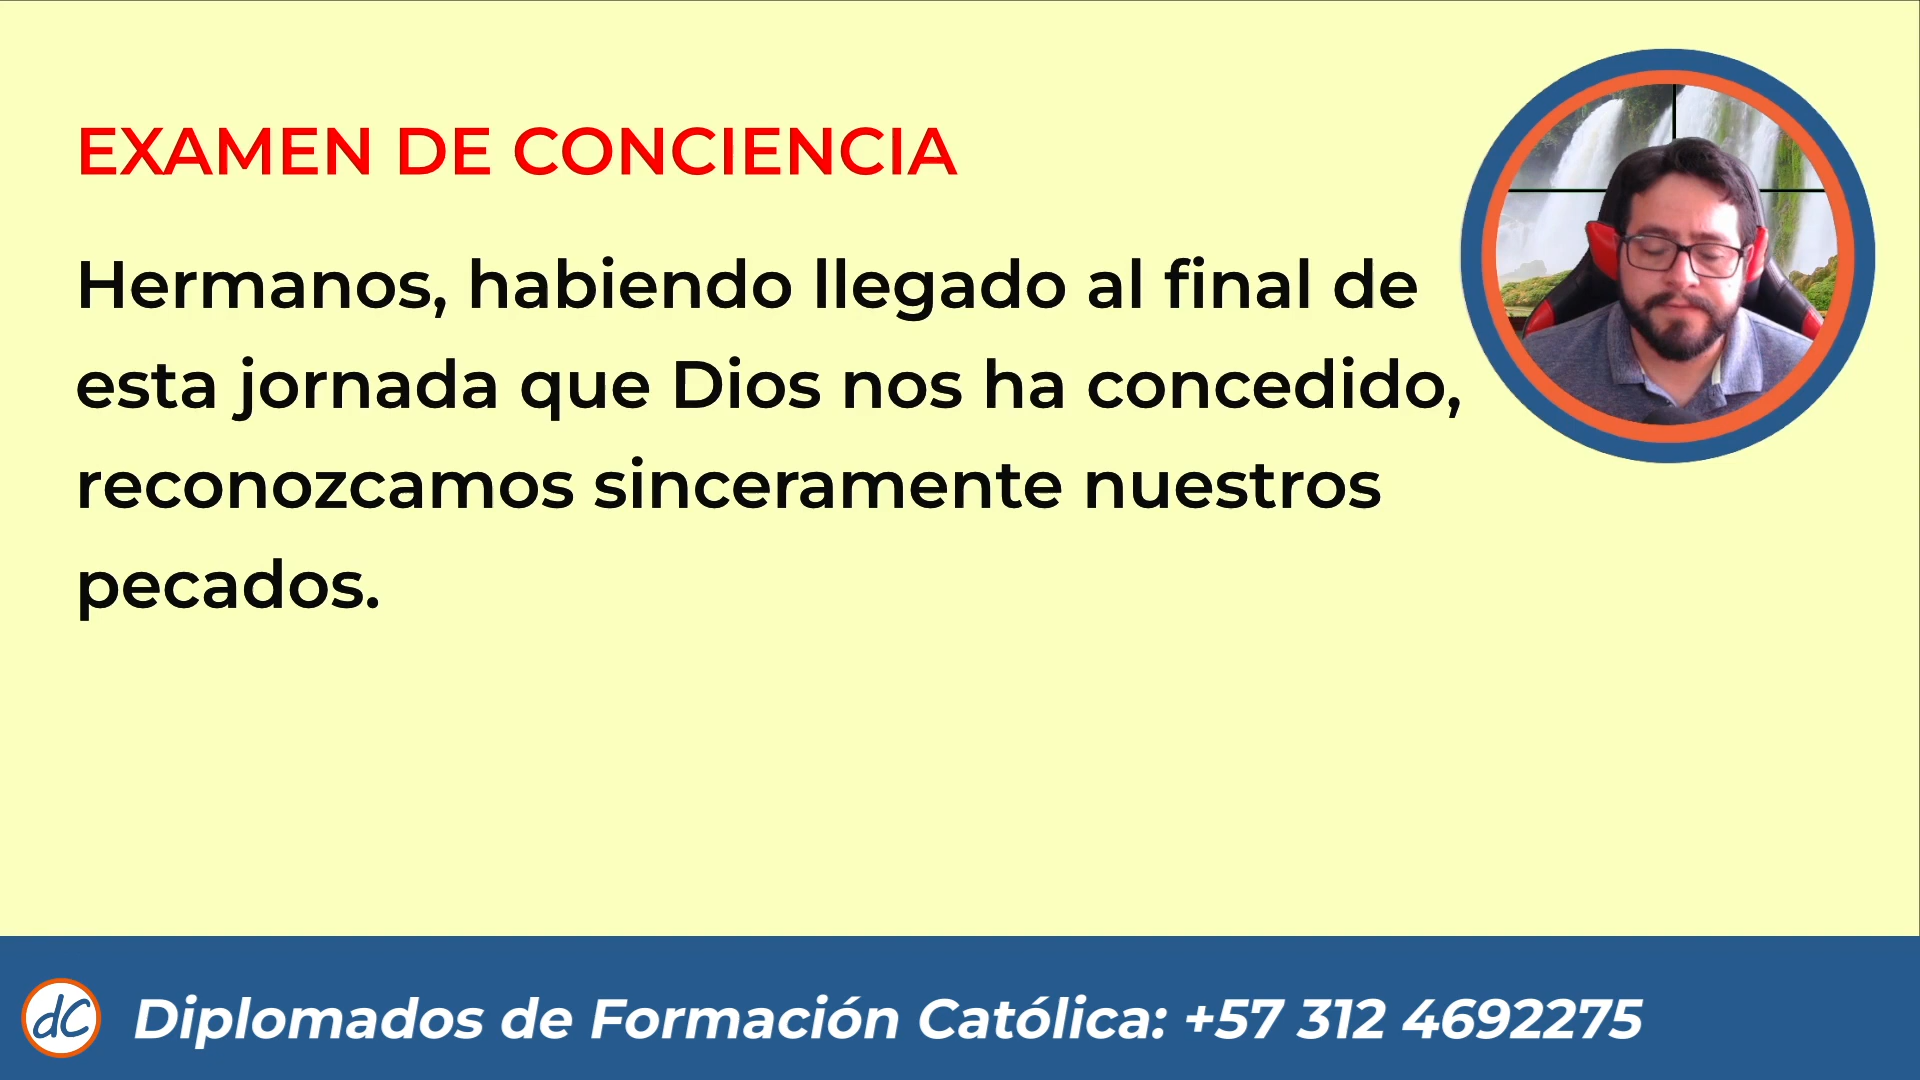 EXAMEN DE CONCIENCIA
Hermanos, habiendo llegado al final de
esta jornada que Dios nos ha concedido,
reconozcamos sinceramente nuestros
pecados.
dC Diplomados de Formación Católica: +57 312 4692275